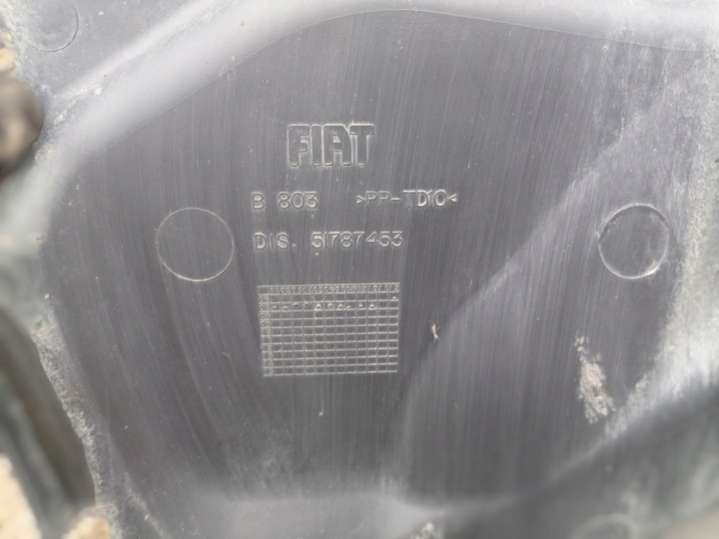 FIAT
B 803 >PP-TD10<
DIS. 51787453